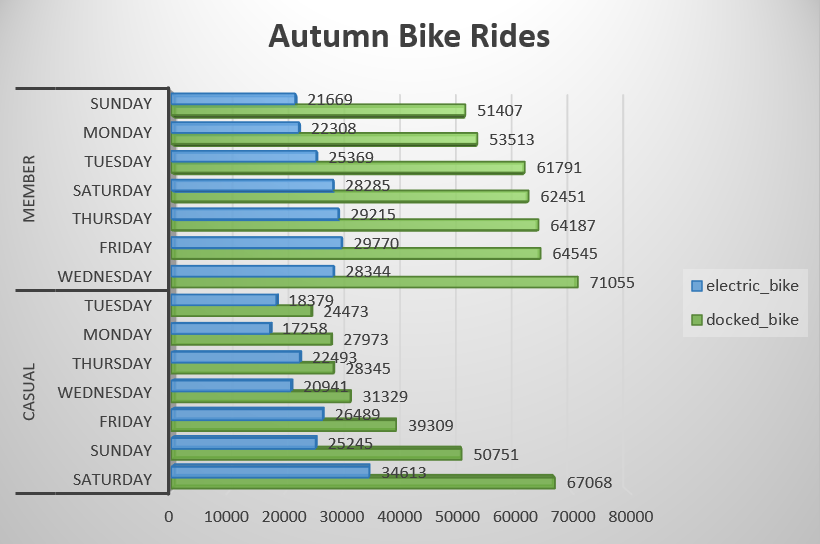 Autumn Bike Rides
MEMBER
SUNDAY 21669 51407
MONDAY 22308 53513
TUESDAY 25369 61791
SATURDAY 28285 62451
THURSDAY 29215 64187
FRIDAY 29770 64545
WEDNESDAY 28344 71055
CASUAL
TUESDAY 18379 24473
MONDAY 17258 27973
THURSDAY 22493 28345
WEDNESDAY 20941 31329
FRIDAY 26489 39309
SUNDAY 25245 50751
SATURDAY 34613 67068
0 10000 20000 30000 40000 50000 60000 70000 80000
electric_bike
docked_bike